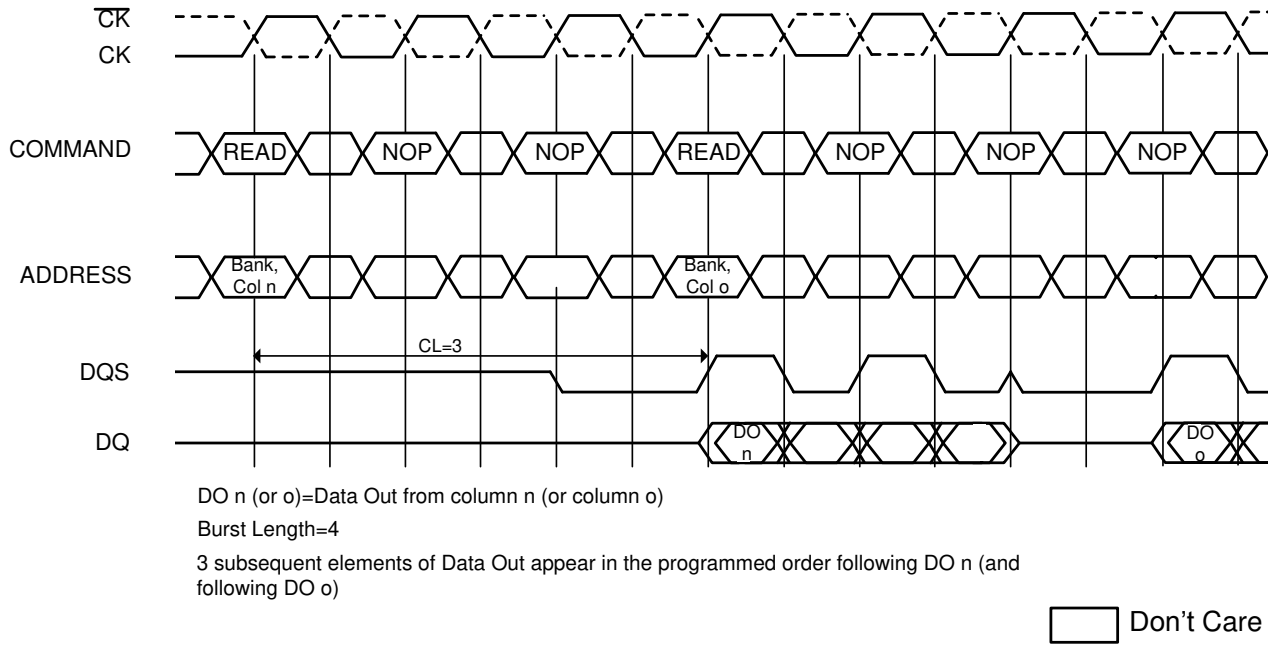 CK
CK
COMMAND READ NOP NOP READ NOP NOP NOP
ADDRESS Bank, Col n Bank, Col o
CL=3
DQS
DQ DO n DO o
DO n (or o)=Data Out from column n (or column o)
Burst Length=4
3 subsequent elements of Data Out appear in the programmed order following DO n (and
following DO o)
Don't Care